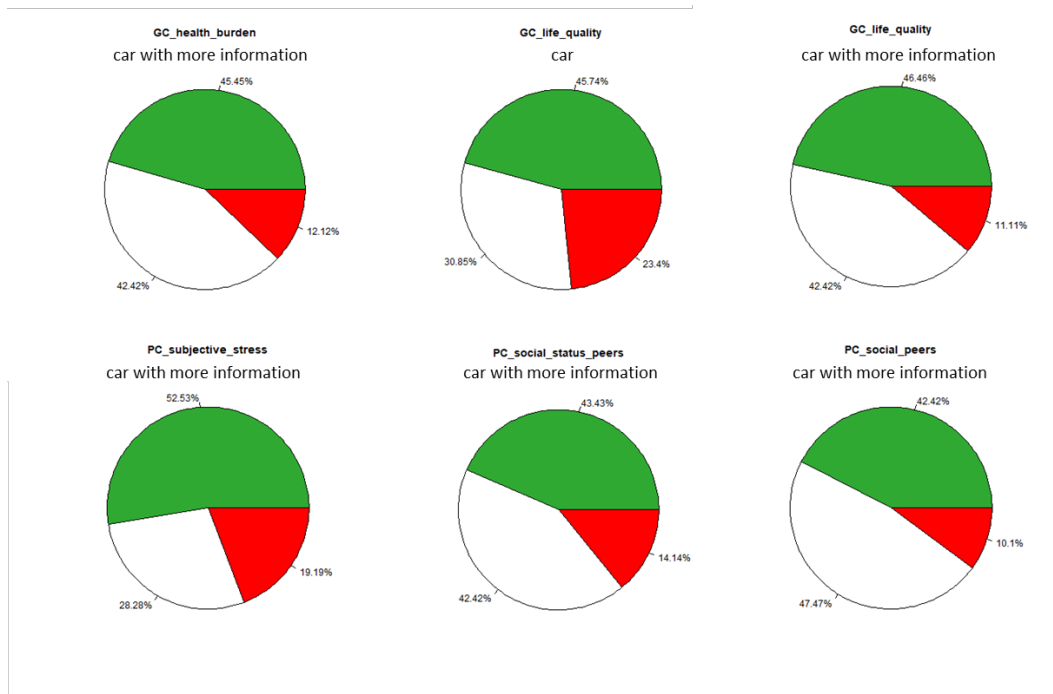 GC_health_burden
car with more information
45.45%
12.12%
42.42%
GC_life_quality
car
45.74%
30.85%
23.4%
GC_life_quality
car with more information
46.46%
11.11%
42.42%
PC_subjective_stress
car with more information
52.53%
19.19%
28.28%
PC_social_status_peers
car with more information
43.43%
14.14%
42.42%
PC_social_peers
car with more information
42.42%
10.1%
47.47%